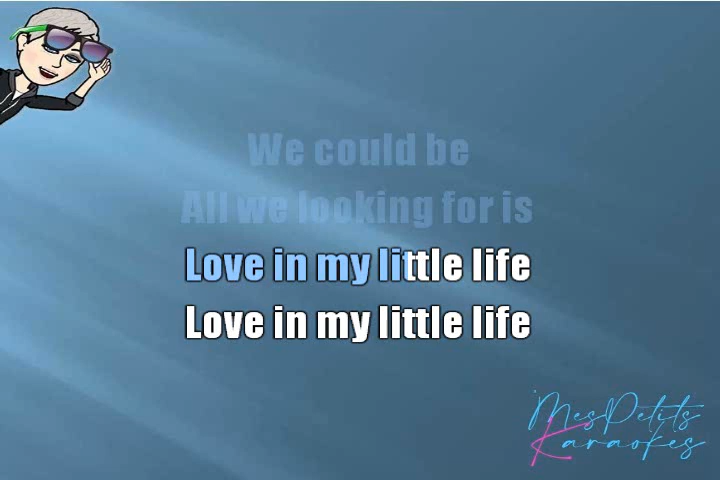 We could be
All we looking for is
Love in my little life
Love in my little life
MesPetits
Karaokes